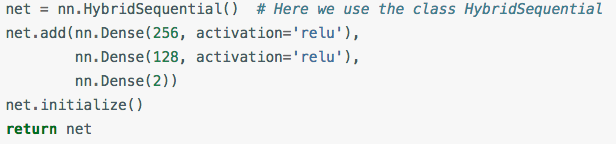 net = nn.HybridSequential()  # Here we use the class HybridSequential
net.add(nn.Dense(256, activation='relu'),
        nn.Dense(128, activation='relu'),
        nn.Dense(2))
net.initialize()
return net